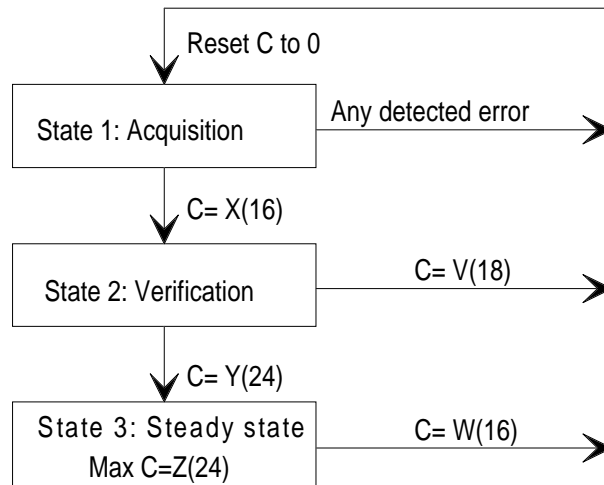 Reset C to 0
State 1: Acquisition
Any detected error
C= X(16)
State 2: Verification
C= V(18)
C= Y(24)
State 3: Steady state
Max C=Z(24)
C= W(16)